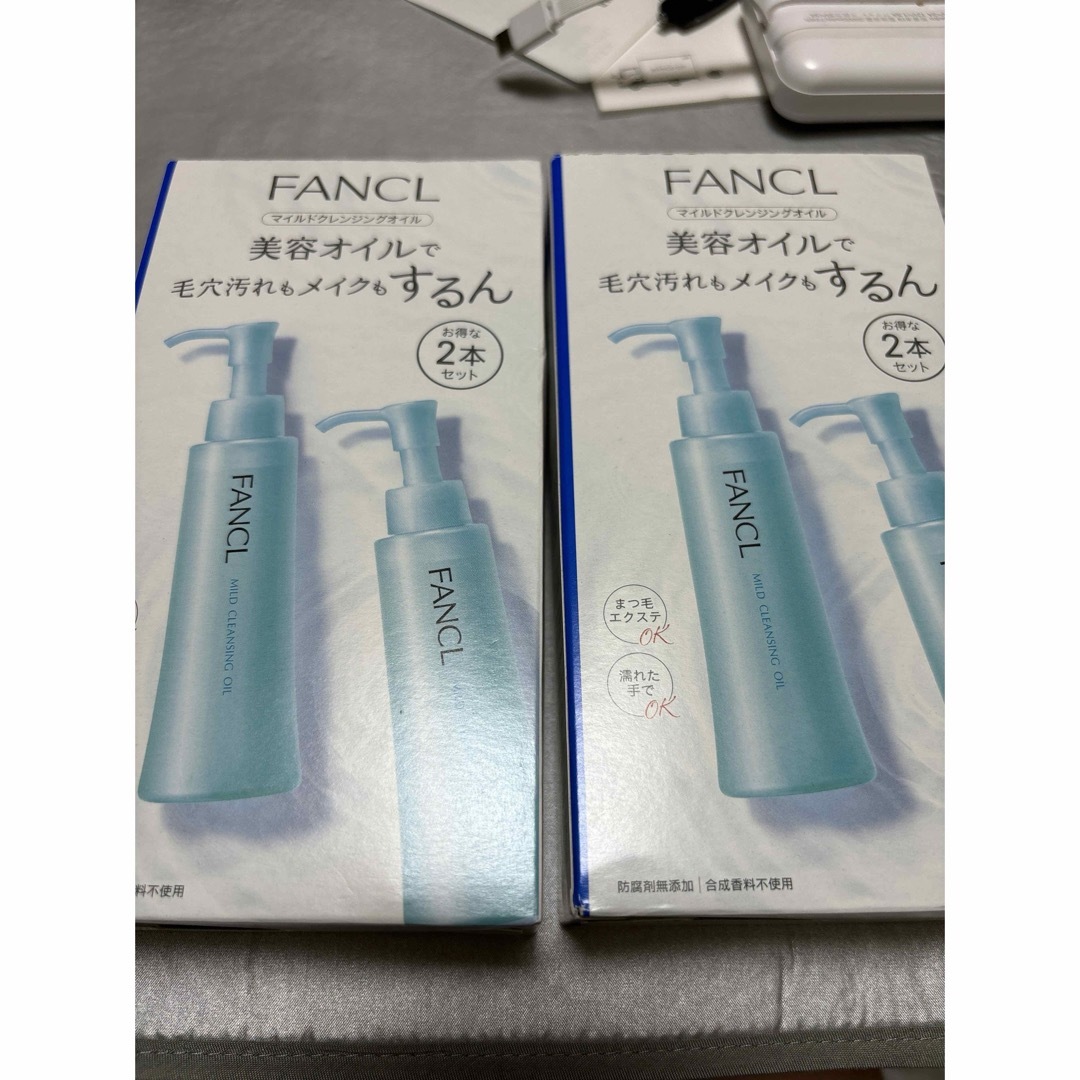 FANCL
マイルドクレンジングオイル
美容オイルで
毛穴汚れもメイクもするん
お得な
2本
セット
FANCL
MILD CLEANSING OIL
FANCL
料不使用
FANCL
マイルドクレンジングオイル
美容オイルで
毛穴汚れもメイクもするん
お得な
2本
セット
FANCL
MILD CLEANSING OIL
まつ毛
エクステ
OK
濡れた
手で
OK
防腐剤無添加|合成香料不使用